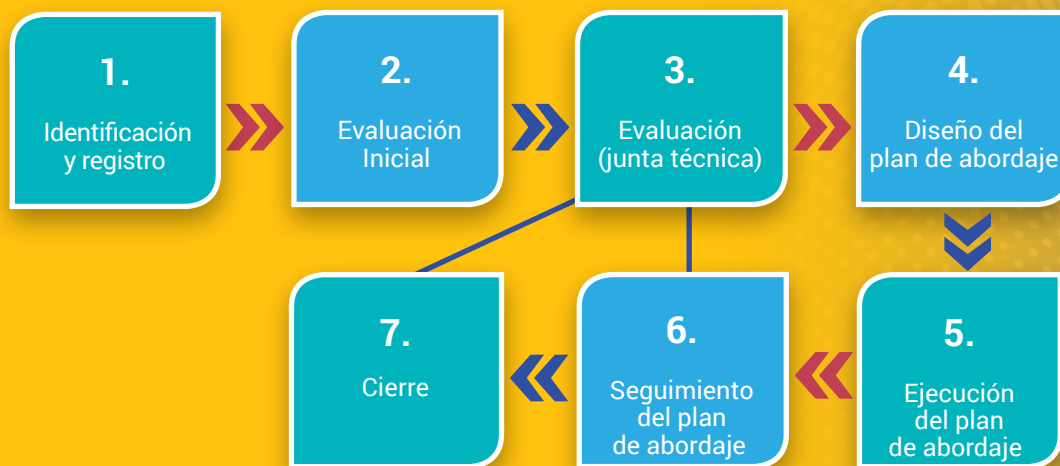 1.
Identificación
y registro
2.
Evaluación
Inicial
3.
Evaluación
(junta técnica)
4.
Diseño del
plan de abordaje
5.
Ejecución
del plan
de abordaje
6.
Seguimiento
del plan
de abordaje
7.
Cierre